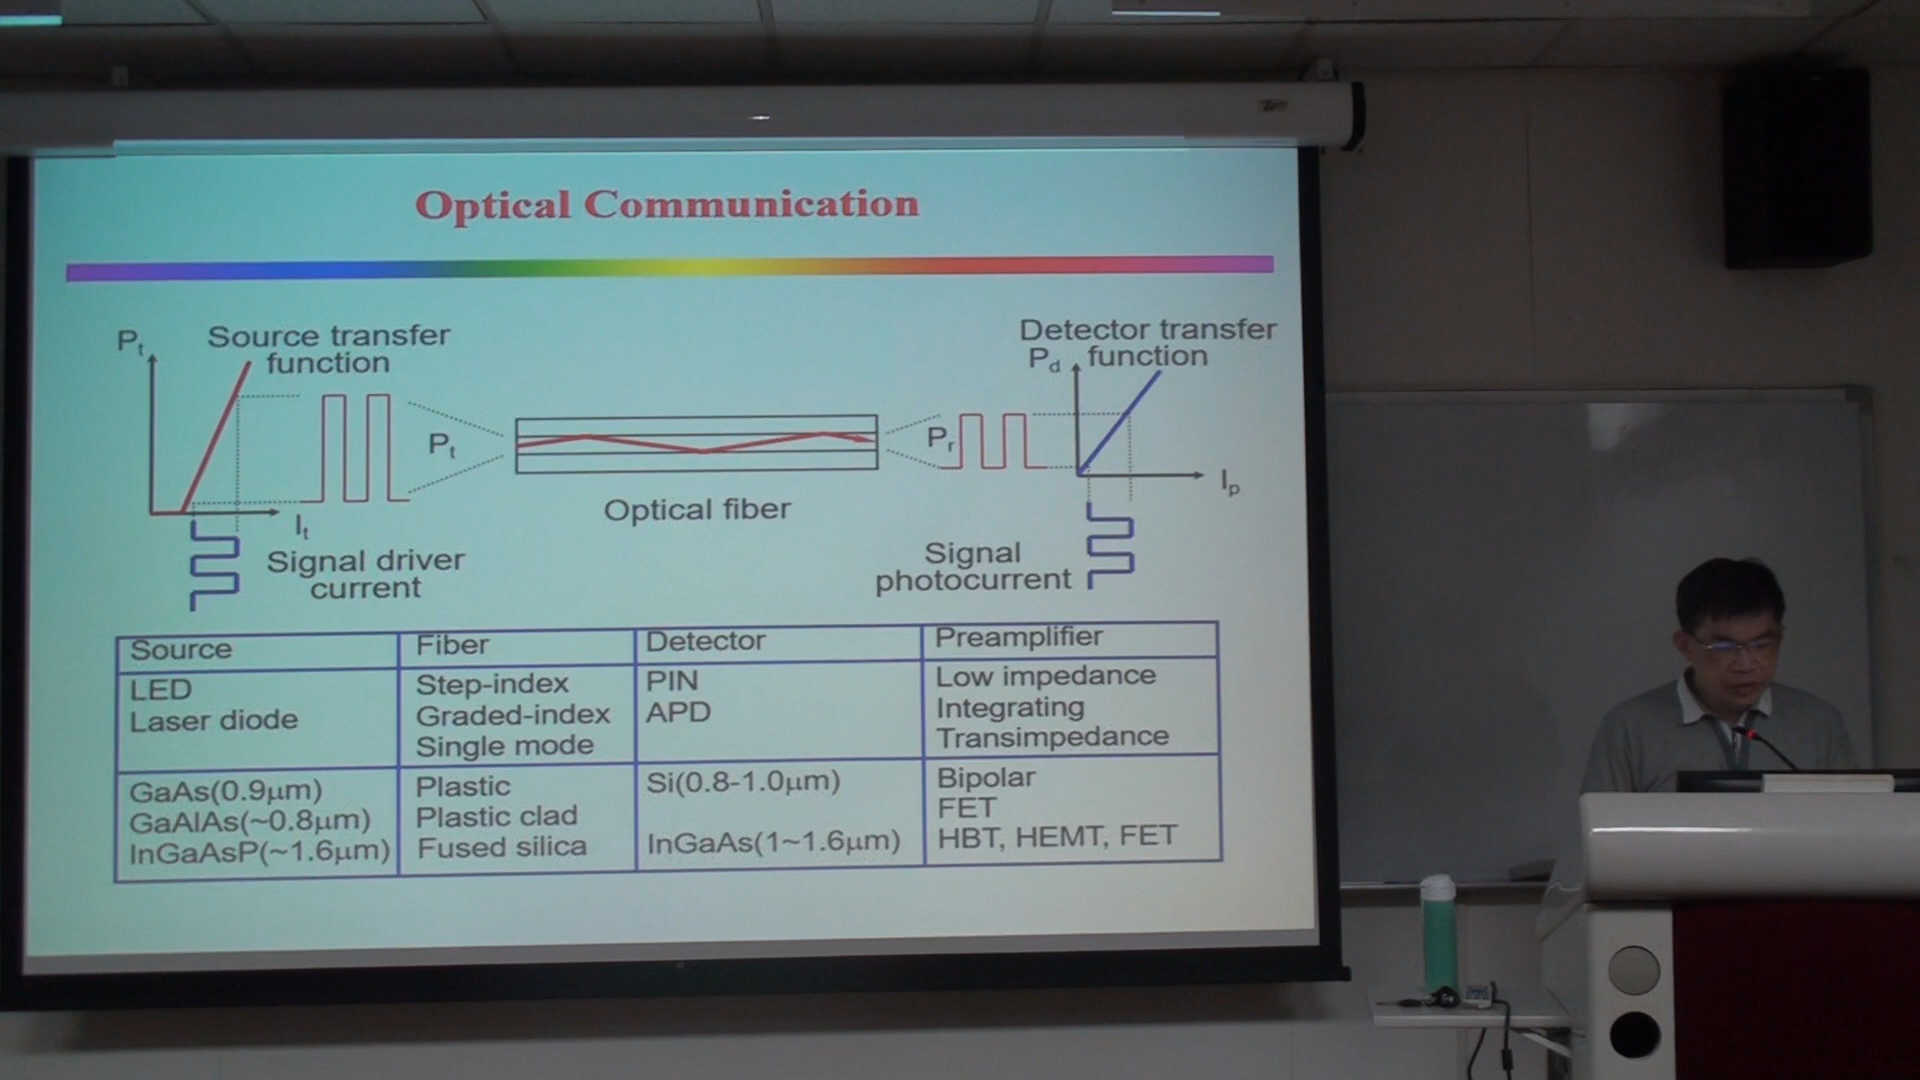 Optical Communication
Pt
Source transfer
function
Detector transfer
Pd function
Pt
Pr
It
Ip
Optical fiber
Signal driver
current
Signal
photocurrent
Source Fiber Detector Preamplifier
LED Step-index PIN Low impedance
Laser diode Graded-index APD Integrating
Single mode Transimpedance
GaAs(0.9μm) Plastic Si(0.8-1.0μm) Bipolar
GaAlAs(~0.8μm) Plastic clad FET
InGaAsP(~1.6μm) Fused silica InGaAs(1~1.6μm) HBT, HEMT, FET